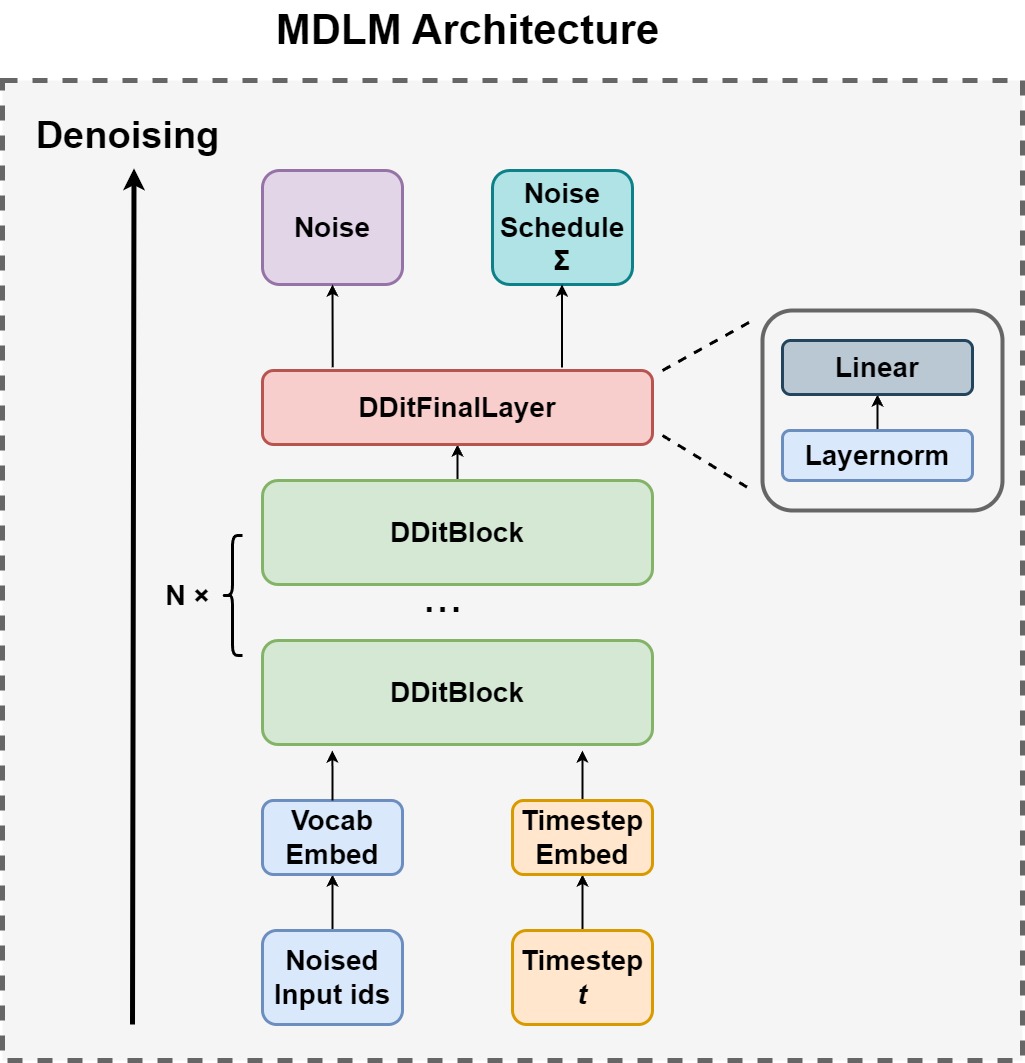 MDLM Architecture
Denoising
Noise
Noise
Schedule
Σ
Linear
Layernorm
DDitFinalLayer
DDitBlock
N ×
...
DDitBlock
Vocab
Embed
Timestep
Embed
Noised
Input ids
Timestep
t